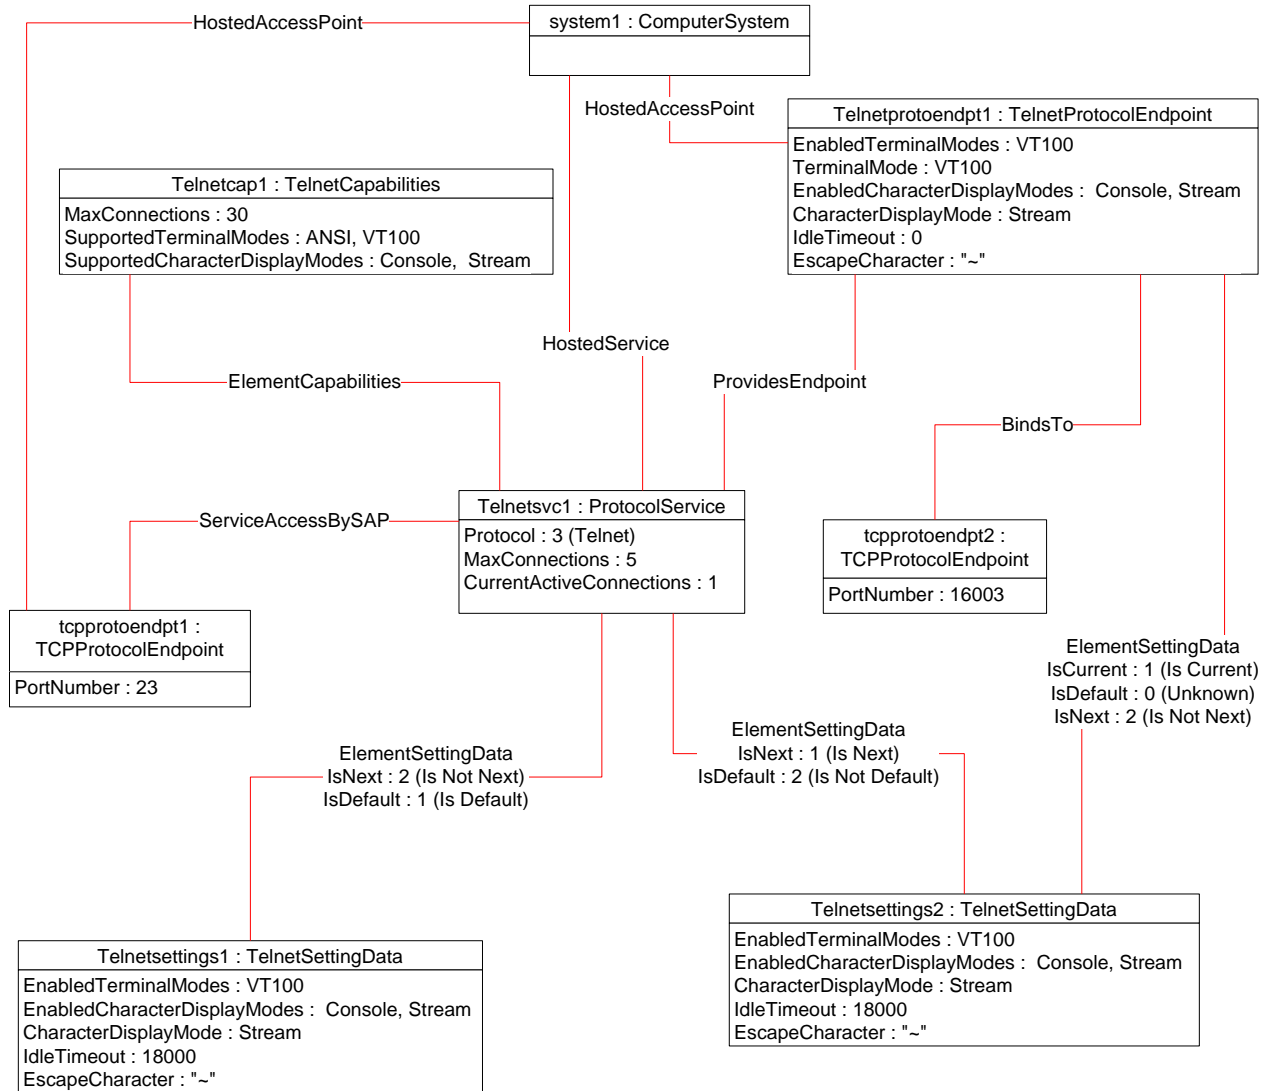 HostedAccessPoint
system1 : ComputerSystem
HostedAccessPoint
Telnetprotoendpt1 : TelnetProtocolEndpoint
EnabledTerminalModes : VT100
TerminalMode : VT100
EnabledCharacterDisplayModes :  Console, Stream
CharacterDisplayMode : Stream
IdleTimeout : 0
EscapeCharacter : "~"
Telnetcap1 : TelnetCapabilities
MaxConnections : 30
SupportedTerminalModes : ANSI, VT100
SupportedCharacterDisplayModes : Console,  Stream
HostedService
ElementCapabilities
ProvidesEndpoint
BindsTo
Telnetsvc1 : ProtocolService
Protocol : 3 (Telnet)
MaxConnections : 5
CurrentActiveConnections : 1
ServiceAccessBySAP
tcpprotoendpt2 :
TCPProtocolEndpoint
PortNumber : 16003
tcpprotoendpt1 :
TCPProtocolEndpoint
PortNumber : 23
ElementSettingData
IsCurrent : 1 (Is Current)
IsDefault : 0 (Unknown)
IsNext : 2 (Is Not Next)
ElementSettingData
IsNext : 1 (Is Next)
IsDefault : 2 (Is Not Default)
ElementSettingData
IsNext : 2 (Is Not Next)
IsDefault : 1 (Is Default)
Telnetsettings2 : TelnetSettingData
EnabledTerminalModes : VT100
EnabledCharacterDisplayModes :  Console, Stream
CharacterDisplayMode : Stream
IdleTimeout : 18000
EscapeCharacter : "~"
Telnetsettings1 : TelnetSettingData
EnabledTerminalModes : VT100
EnabledCharacterDisplayModes :  Console, Stream
CharacterDisplayMode : Stream
IdleTimeout : 18000
EscapeCharacter : "~"